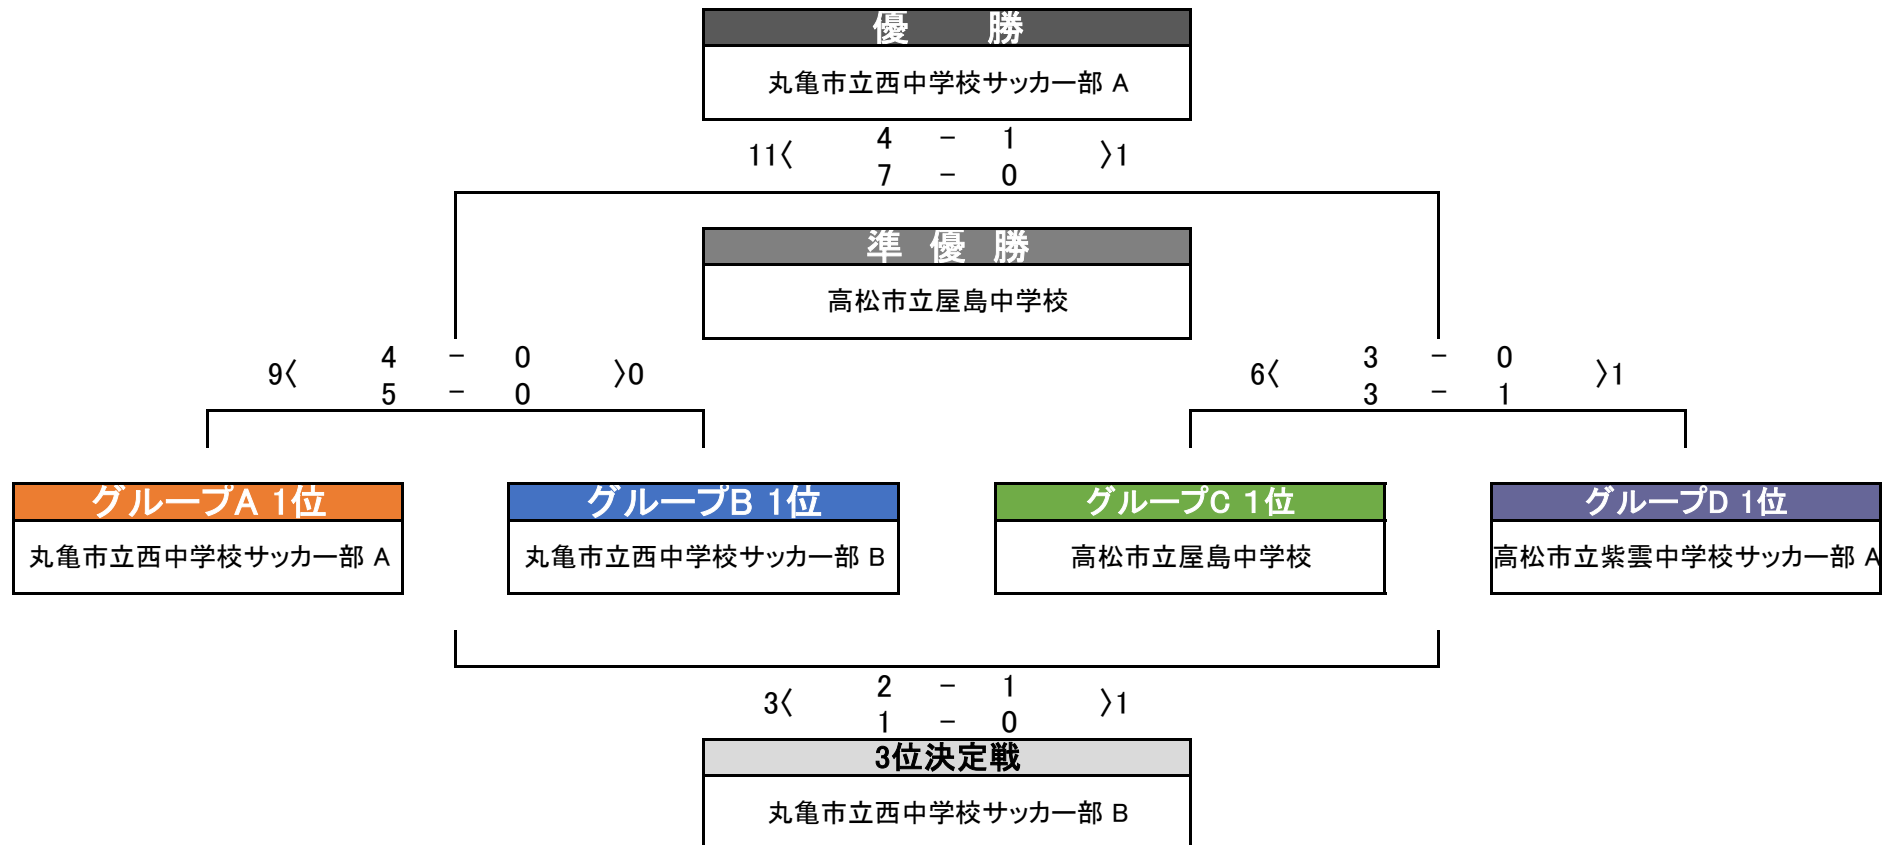 優　勝
丸亀市立西中学校サッカー部 A
11〈 4 － 1 〉1
7 － 0
準 優 勝
高松市立屋島中学校
9〈 4 － 0 〉0 6〈 3 － 0 〉1
5 － 0 3 － 1
グループA 1位 グループB 1位 グループC 1位 グループD 1位
丸亀市立西中学校サッカー部 A 丸亀市立西中学校サッカー部 B 高松市立屋島中学校 高松市立紫雲中学校サッカー部 A
3〈 2 － 1 〉1
1 － 0
3位決定戦
丸亀市立西中学校サッカー部 B